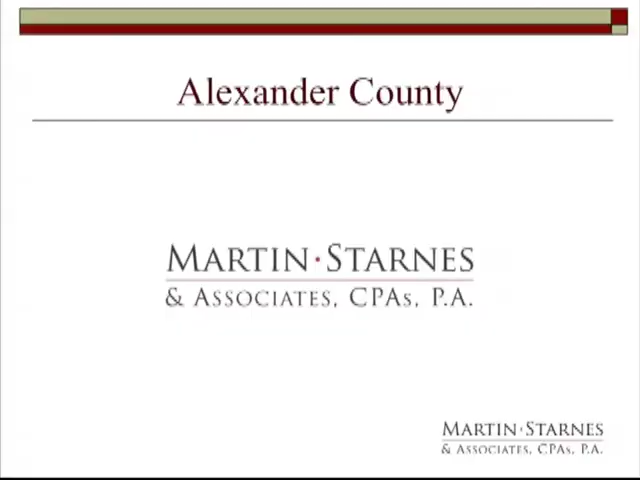 Alexander County
MARTIN · STARNES
& ASSOCIATES, CPAS, P.A.
MARTIN · STARNES
& ASSOCIATES, CPAS, P.A.